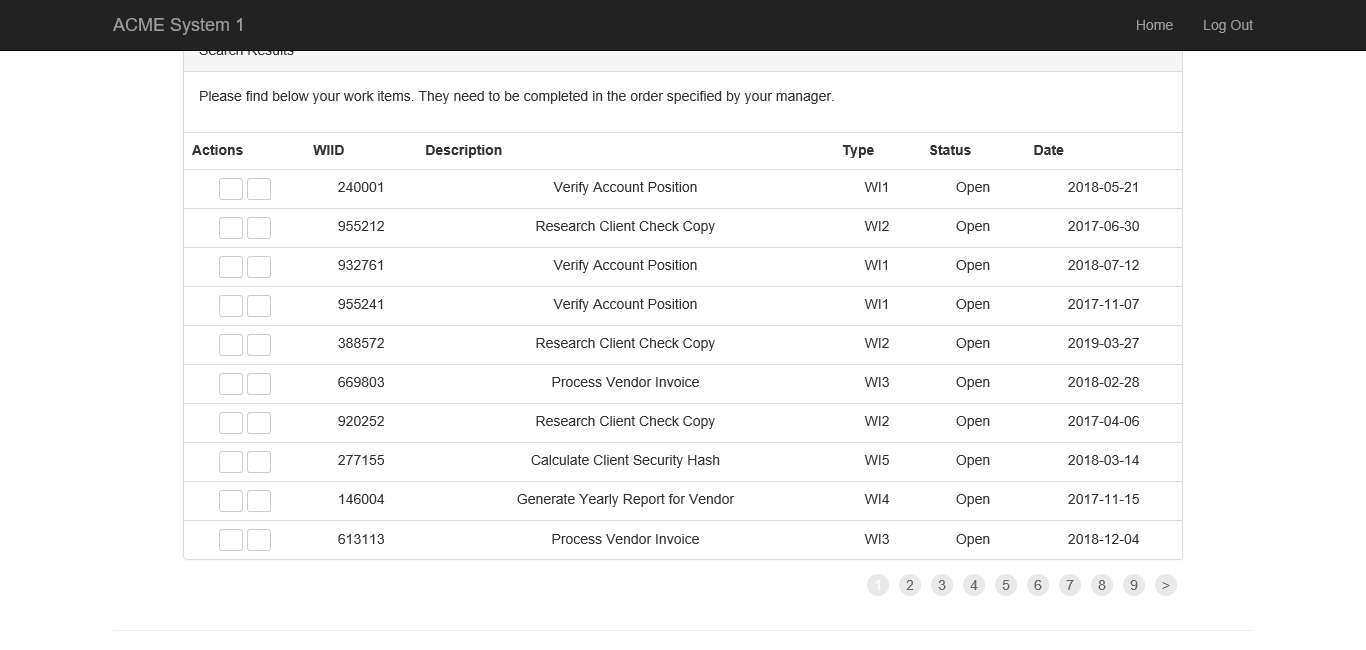 ACME System 1 Home Log Out
Search Results
Please find below your work items. They need to be completed in the order specified by your manager.
Actions WIID Description Type Status Date
240001 Verify Account Position WI1 Open 2018-05-21
955212 Research Client Check Copy WI2 Open 2017-06-30
932761 Verify Account Position WI1 Open 2018-07-12
955241 Verify Account Position WI1 Open 2017-11-07
388572 Research Client Check Copy WI2 Open 2019-03-27
669803 Process Vendor Invoice WI3 Open 2018-02-28
920252 Research Client Check Copy WI2 Open 2017-04-06
277155 Calculate Client Security Hash WI5 Open 2018-03-14
146004 Generate Yearly Report for Vendor WI4 Open 2017-11-15
613113 Process Vendor Invoice WI3 Open 2018-12-04
1 2 3 4 5 6 7 8 9 >